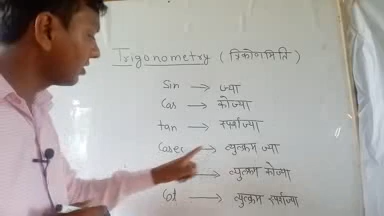 Trigonometry (त्रिकोणमिति)
Sin → ज्या
Cos → कोज्या
tan → स्पर्शज्या
Cosec → व्युत्क्रम ज्या
→ व्युत्क्रम कोज्या
Cot → व्युत्क्रम स्पर्शज्या